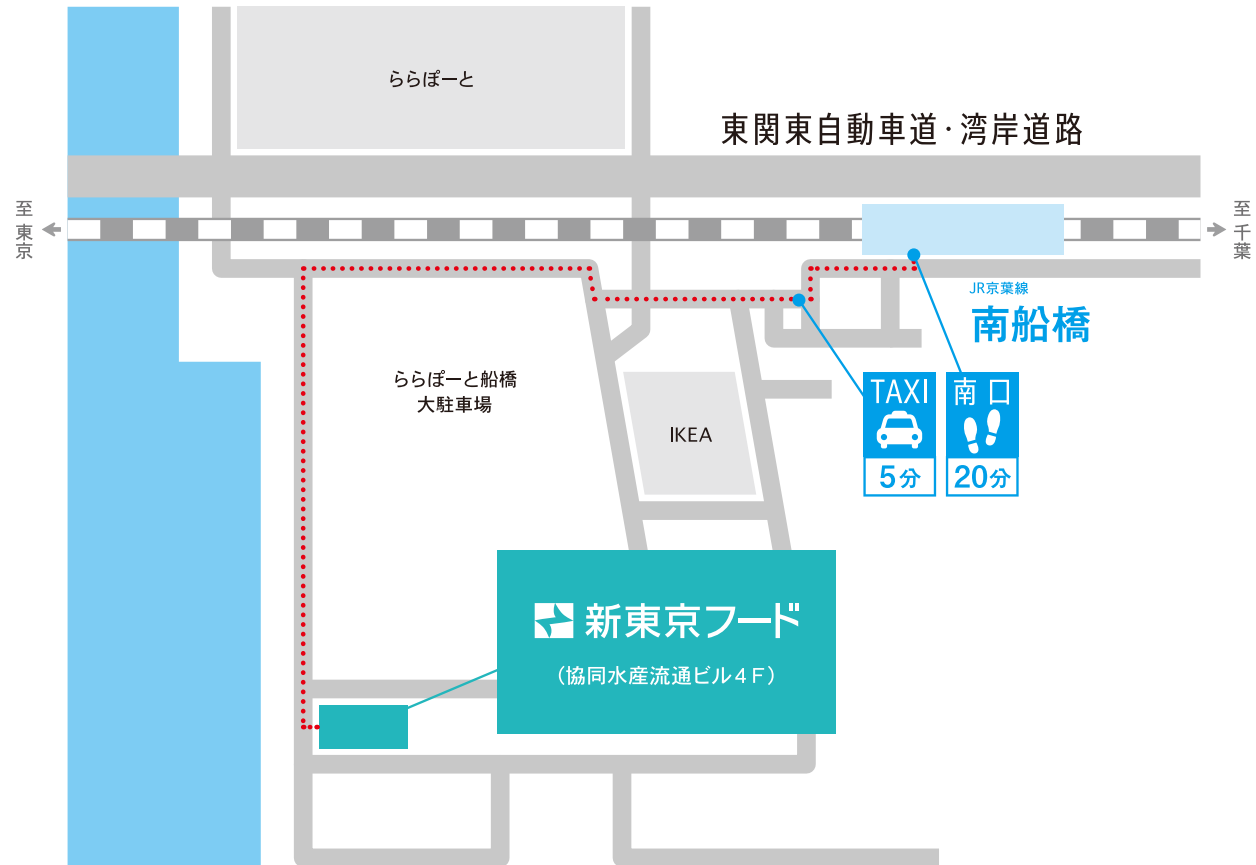 ららぽーと
東関東自動車道・湾岸道路
至東京
至千葉
JR京葉線
南船橋
ららぽーと船橋
大駐車場
IKEA
TAXI
5分
南口
20分
新東京フード
(協同水産流通ビル4F)